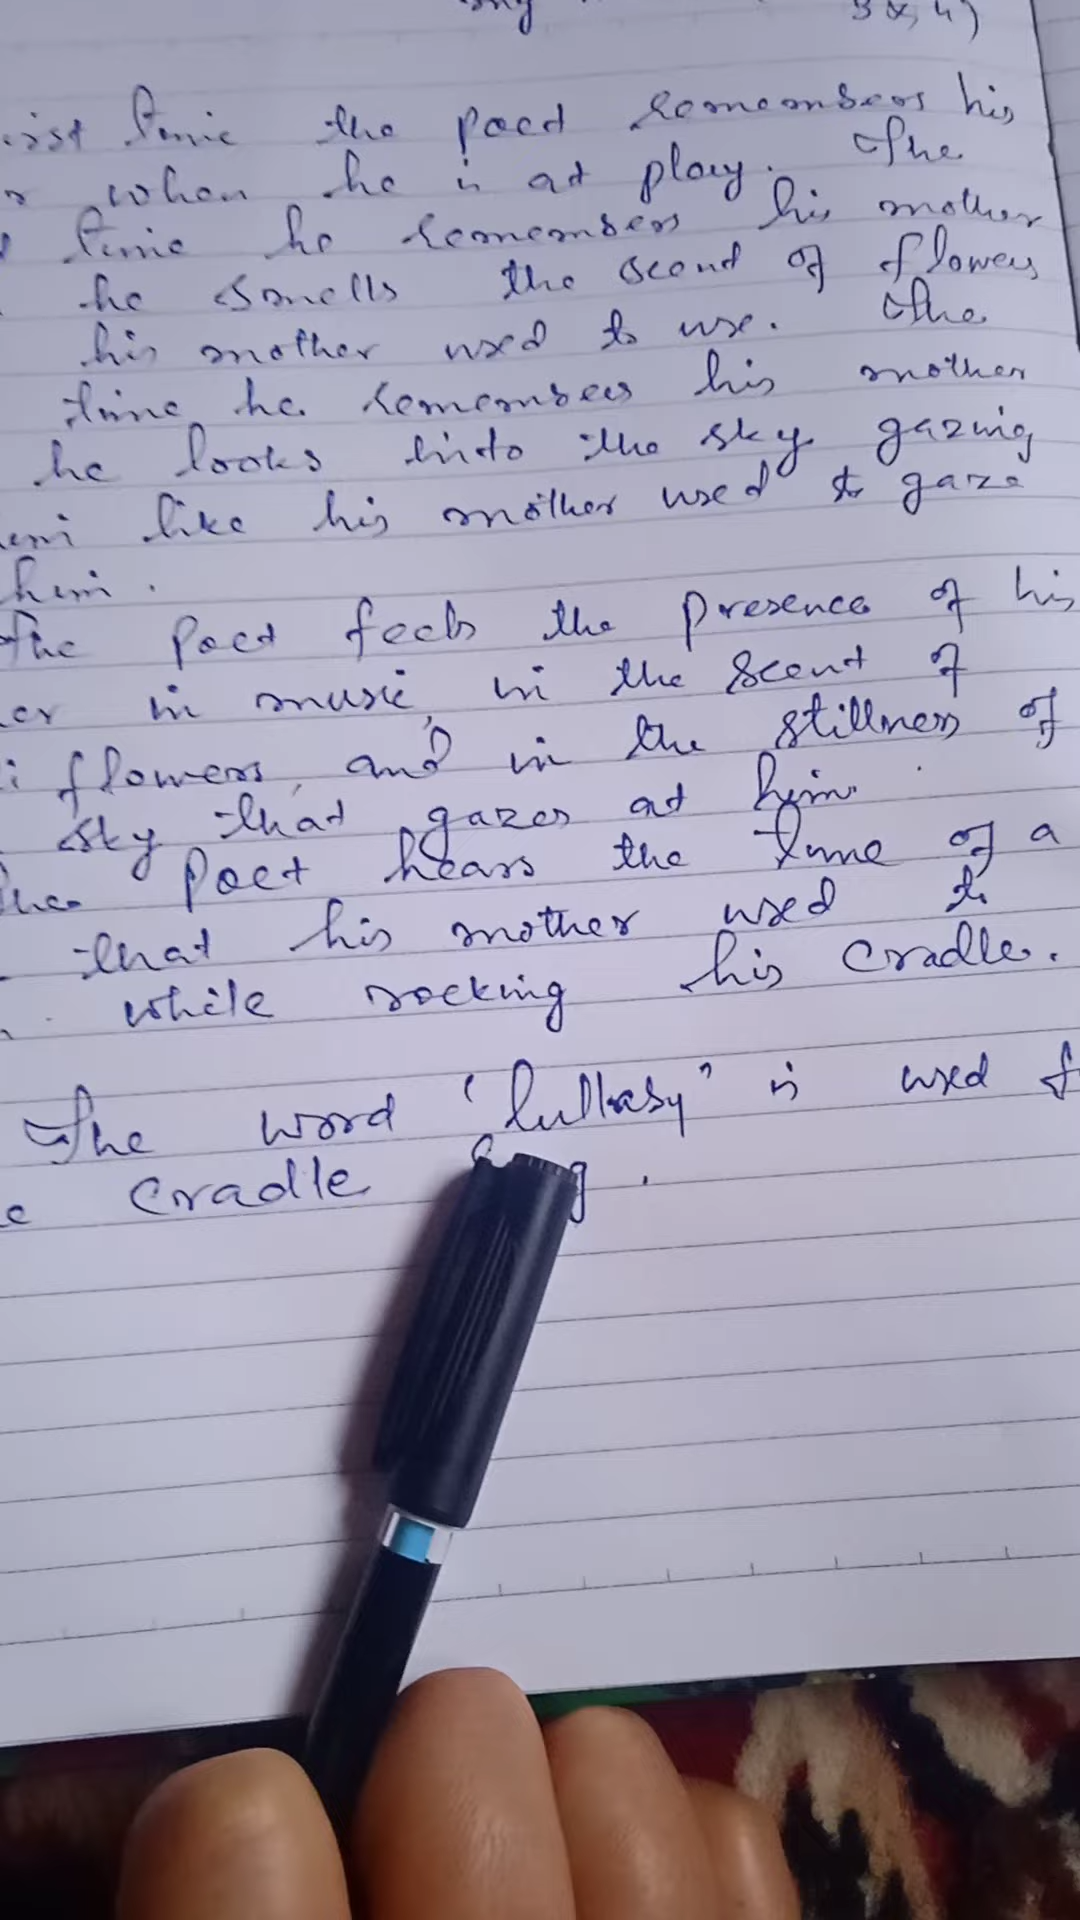 time the poet remembers his
when he is at play. The
time he remembers his mother
he smells the scent of flowers
his mother used to use. The
time he remembers his mother
he looks into the sky gazing
like his mother used to gaze
him.
The poet feels the presence of his
in music, in the scent of
flowers, and in the stillness of
sky that gazes at him.
poet hears the tune of a
that his mother used to
while rocking his cradle.
The word 'lullaby' is used
cradle